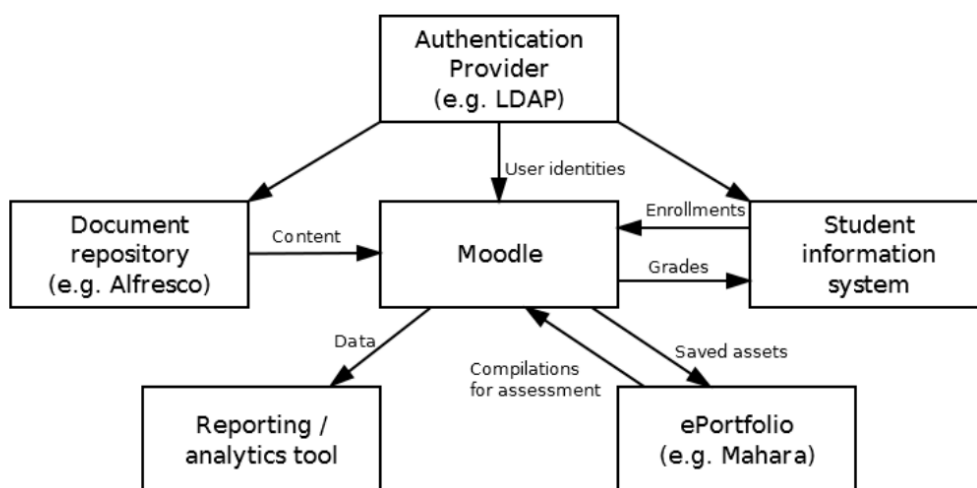 Authentication
Provider
(e.g. LDAP)
User identities
Document
repository
(e.g. Alfresco)
Content
Moodle
Enrollments
Grades
Student
information
system
Data
Compilations
for assessment
Saved assets
Reporting /
analytics tool
ePortfolio
(e.g. Mahara)